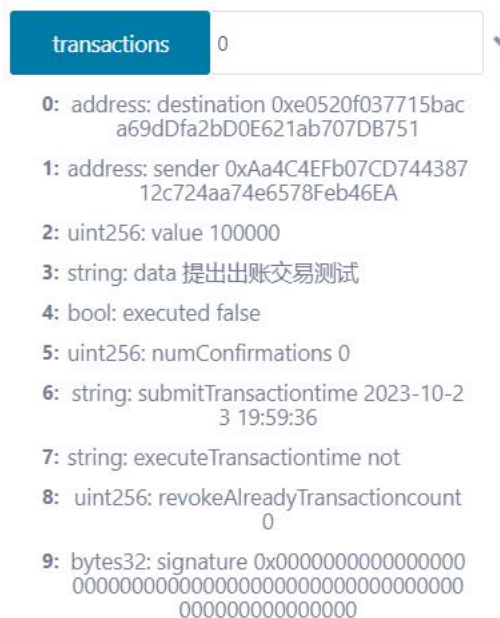 transactions 0
0: address: destination 0xe0520f037715bac
a69dDfa2bD0E621ab707DB751
1: address: sender 0xAa4C4EFb07CD744387
12c724aa74e6578Feb46EA
2: uint256: value 100000
3: string: data 提出出账交易测试
4: bool: executed false
5: uint256: numConfirmations 0
6: string: submitTransactiontime 2023-10-2
3 19:59:36
7: string: executeTransactiontime not
8: uint256: revokeAlreadyTransactioncount
0
9: bytes32: signature 0x0000000000000000
000000000000000000000000000000000
000000000000000